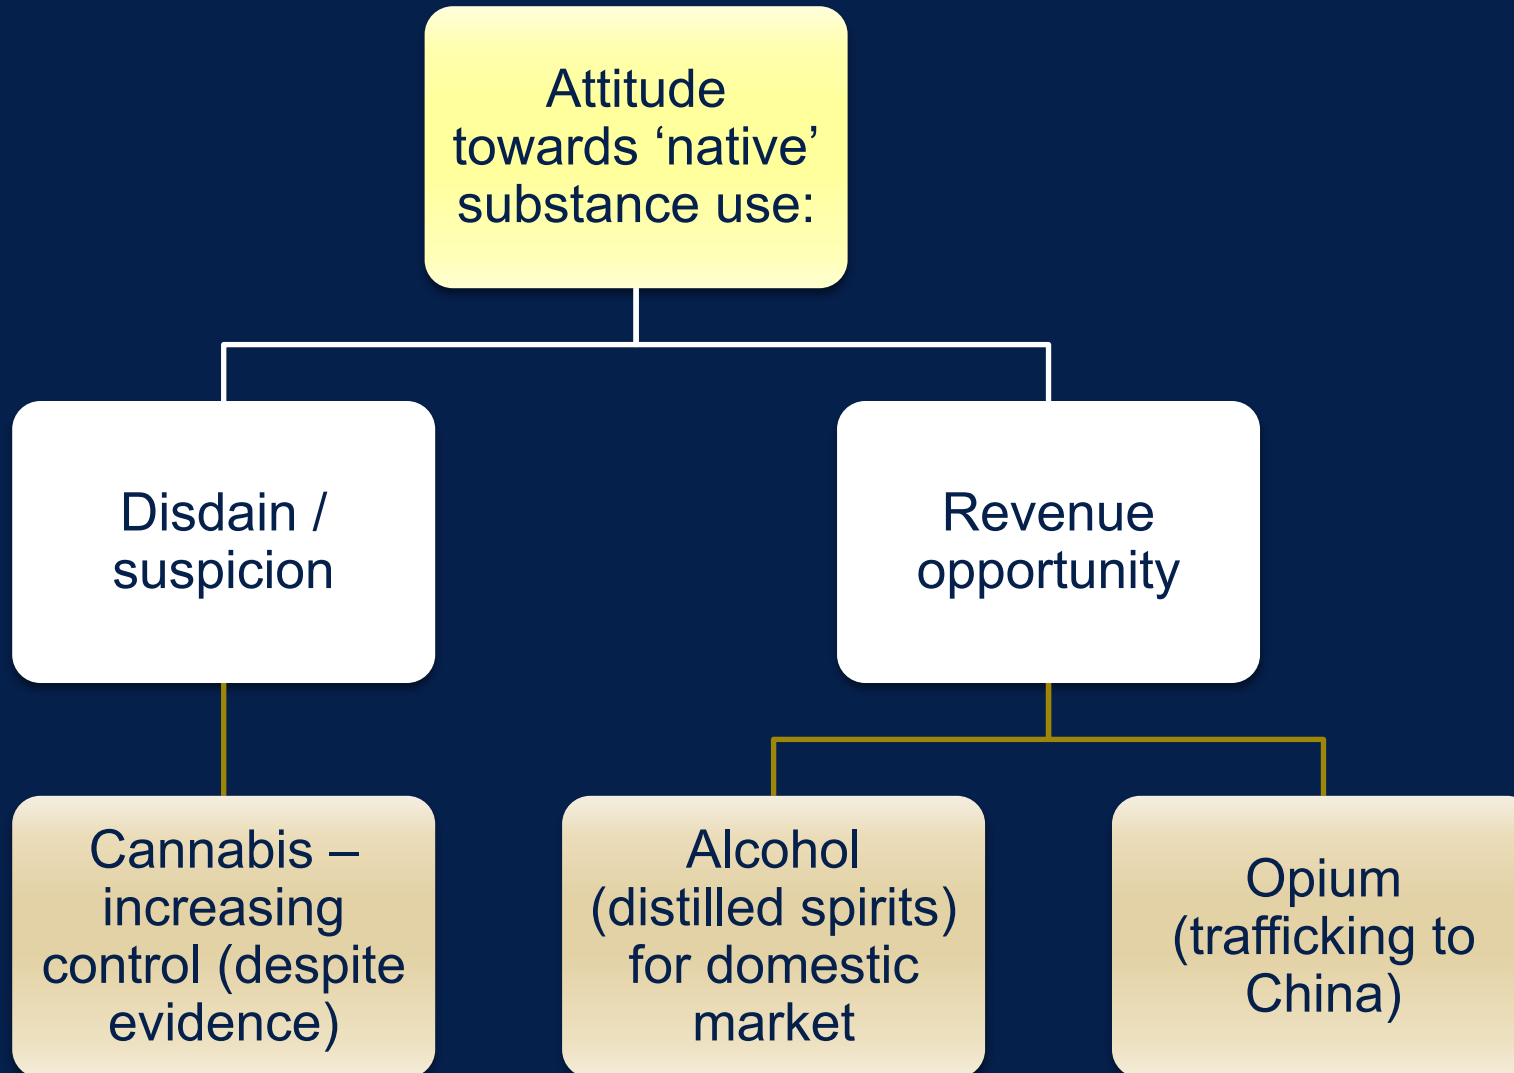 Attitude
towards ‘native’
substance use:
Disdain /
suspicion
Revenue
opportunity
Cannabis –
increasing
control (despite
evidence)
Alcohol
(distilled spirits)
for domestic
market
Opium
(trafficking to
China)